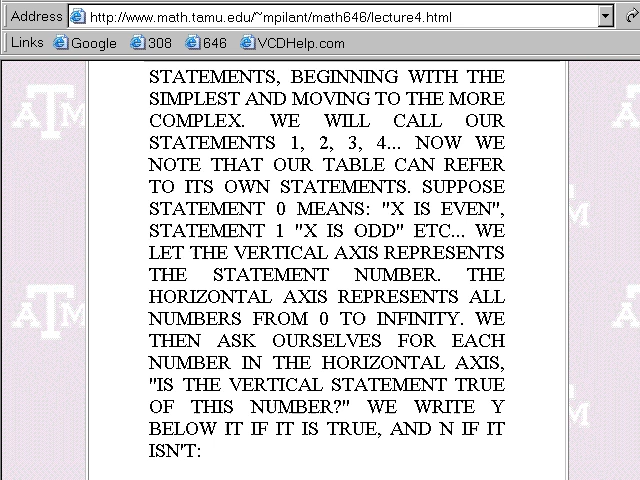 Address http://www.math.tamu.edu/~mpilant/math646/lecture4.html
Links Google 308 646 VCDHelp.com
STATEMENTS, BEGINNING WITH THE
SIMPLEST AND MOVING TO THE MORE
COMPLEX. WE WILL CALL OUR
STATEMENTS 1, 2, 3, 4... NOW WE
NOTE THAT OUR TABLE CAN REFER
TO ITS OWN STATEMENTS. SUPPOSE
STATEMENT 0 MEANS: "X IS EVEN",
STATEMENT 1 "X IS ODD" ETC... WE
LET THE VERTICAL AXIS REPRESENTS
THE STATEMENT NUMBER. THE
HORIZONTAL AXIS REPRESENTS ALL
NUMBERS FROM 0 TO INFINITY. WE
THEN ASK OURSELVES FOR EACH
NUMBER IN THE HORIZONTAL AXIS,
"IS THE VERTICAL STATEMENT TRUE
OF THIS NUMBER?" WE WRITE Y
BELOW IT IF IT IS TRUE, AND N IF IT
ISN'T: